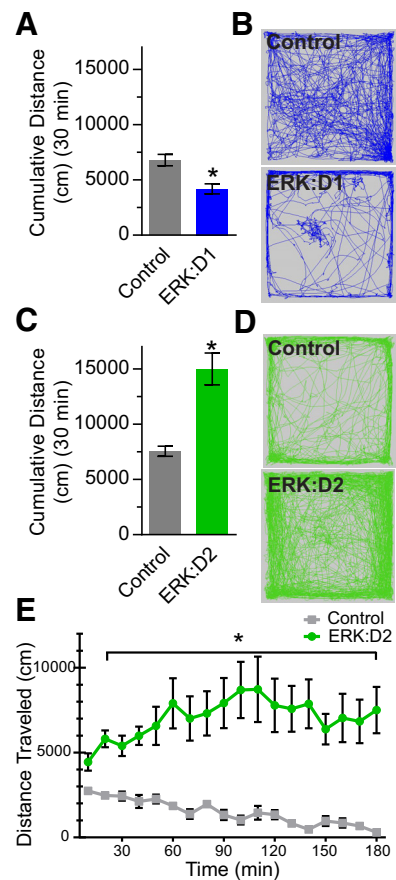 A
Cumulative Distance
(cm) (30 min)
15000
10000
5000
0
*
Control
ERK:D1
B
Control
ERK:D1
C
Cumulative Distance
(cm) (30 min)
15000
10000
5000
0
*
Control
ERK:D2
D
Control
ERK:D2
E
Control
ERK:D2
*
Distance Traveled (cm)
10000
5000
0
30 60 90 120 150 180
Time (min)